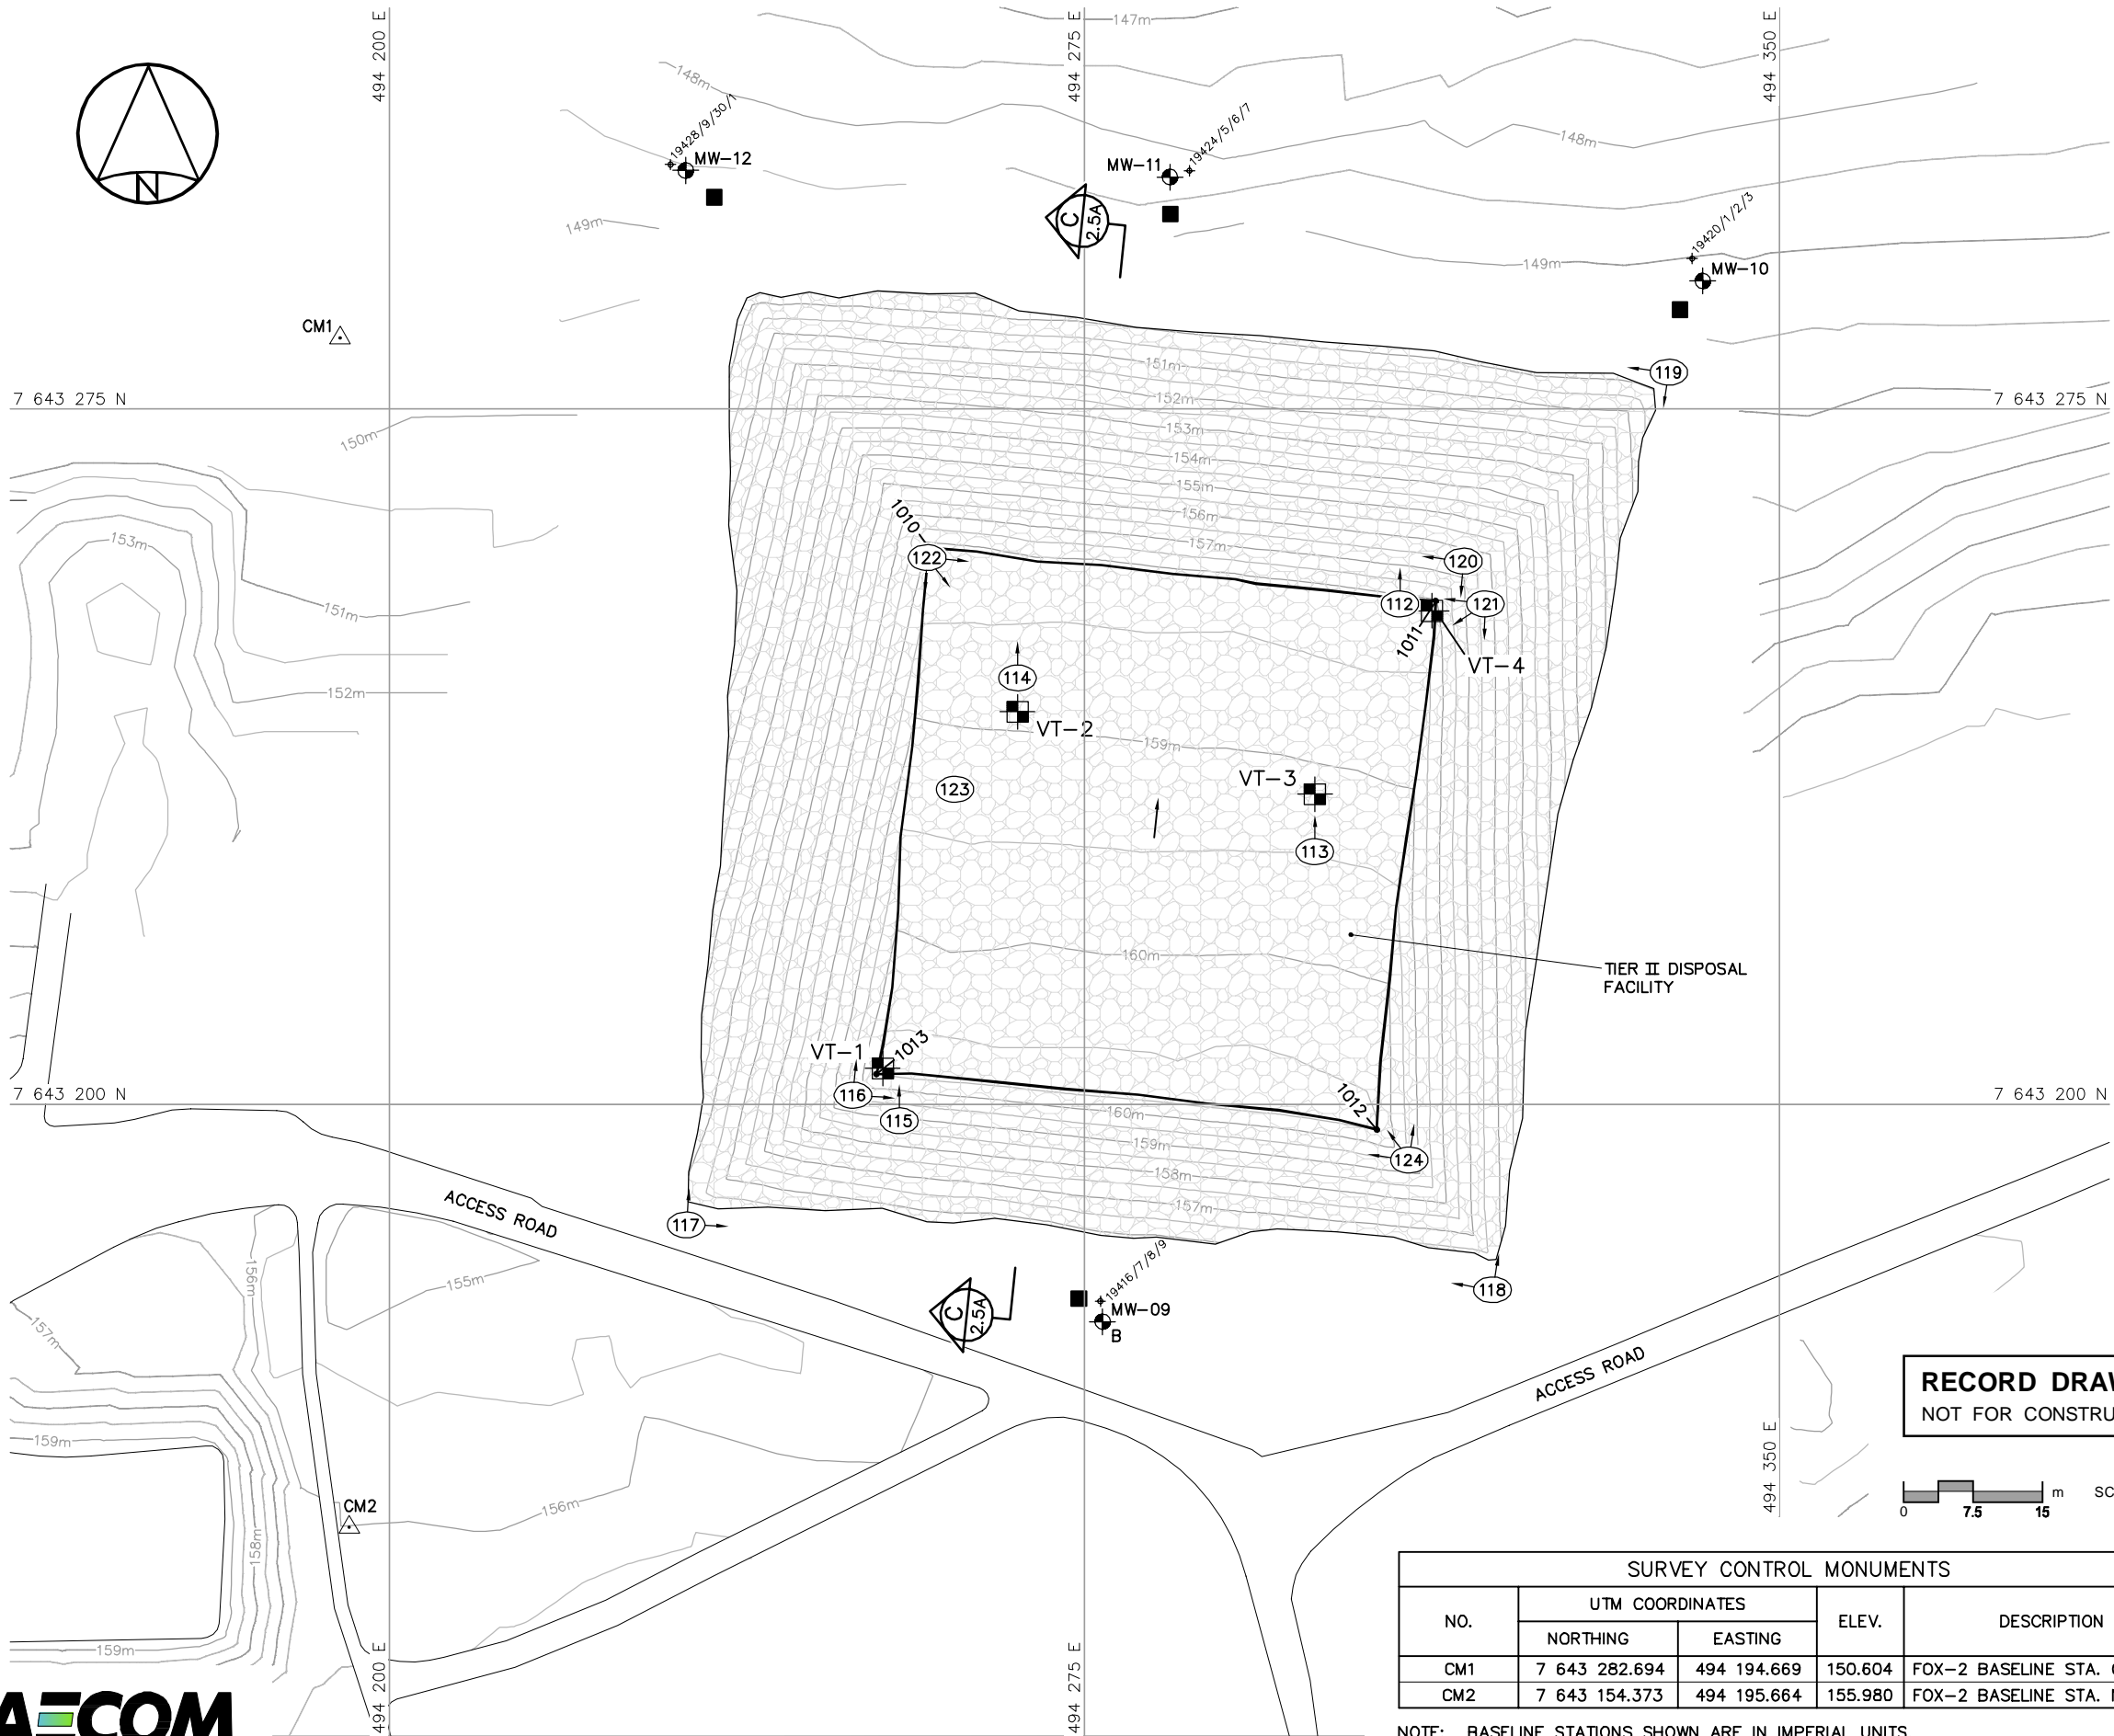 494 200 E
494 275 E
494 350 E
147m
148m
148m
N
19428/9/30/1
MW-12
19424/5/6/7
MW-11
C
2.5A
19420/1/2/3
MW-10
149m
149m
CM1
151m
119
7 643 275 N
7 643 275 N
152m
150m
153m
154m
155m
156m
157m
153m
1010
122
120
112
121
1011
151m
VT-4
114
152m
VT-2
159m
VT-3
123
113
160m
TIER II DISPOSAL
FACILITY
VT-1
1013
7 643 200 N
7 643 200 N
116
115
160m
1012
159m
124
158m
157m
ACCESS ROAD
117
156m
155m
19416/7/8/9
118
C
2.5A
MW-09
B
157m
ACCESS ROAD
RECORD DRAW
NOT FOR CONSTRU
159m
494 350 E
156m
CM2
158m
m
SC
0
7.5
15
159m
494 200 E
494 275 E
SURVEY CONTROL MONUMENTS
NO.
UTM COORDINATES
ELEV.
DESCRIPTION
NORTHING
EASTING
CM1 7 643 282.694 494 194.669 150.604 FOX-2 BASELINE STA.
CM2 7 643 154.373 494 195.664 155.980 FOX-2 BASELINE STA.
AECOM
NOTE: BASELINE STATIONS SHOWN ARE IN IMPERIAL UNITS